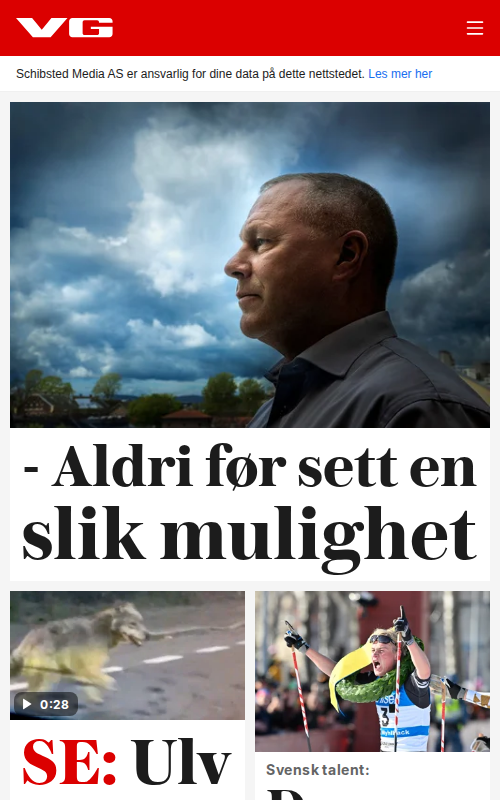 VG
Schibsted Media AS er ansvarlig for dine data på dette nettstedet. Les mer her
- Aldri før sett en
slik mulighet
0:28
SE: Ulv
Svensk talent: